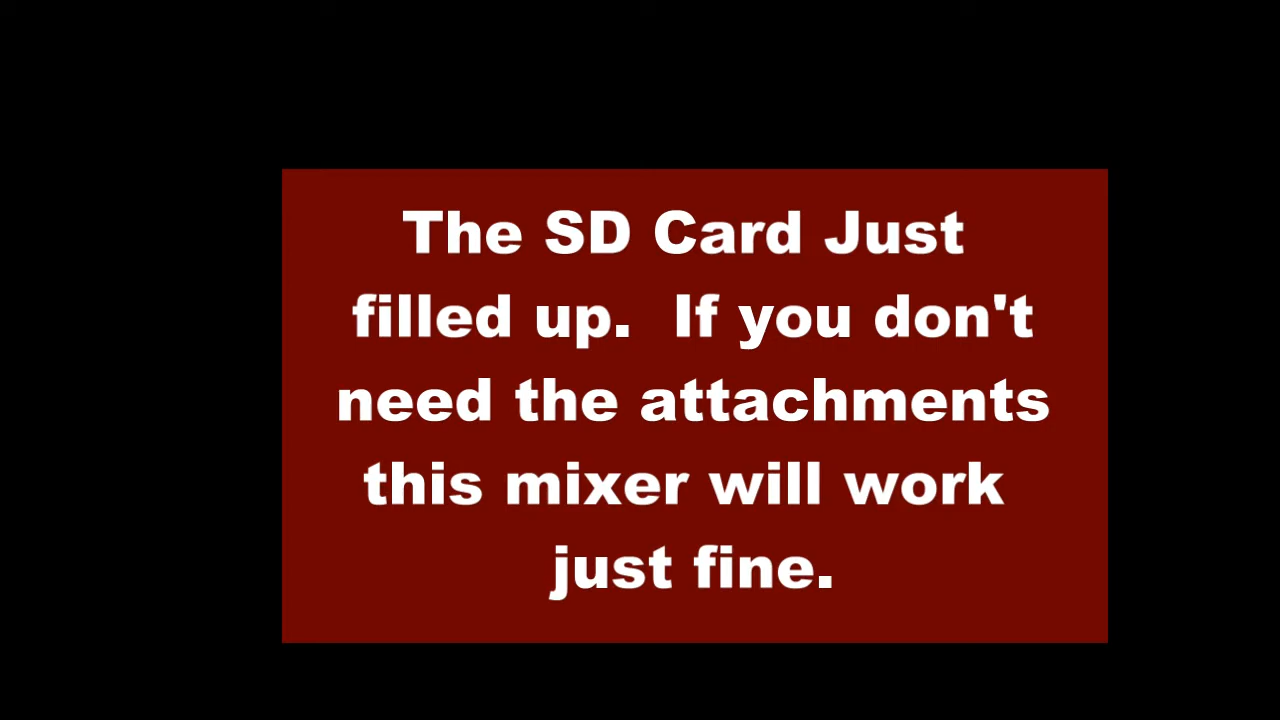 The SD Card Just
filled up.  If you don't
need the attachments
this mixer will work
just fine.